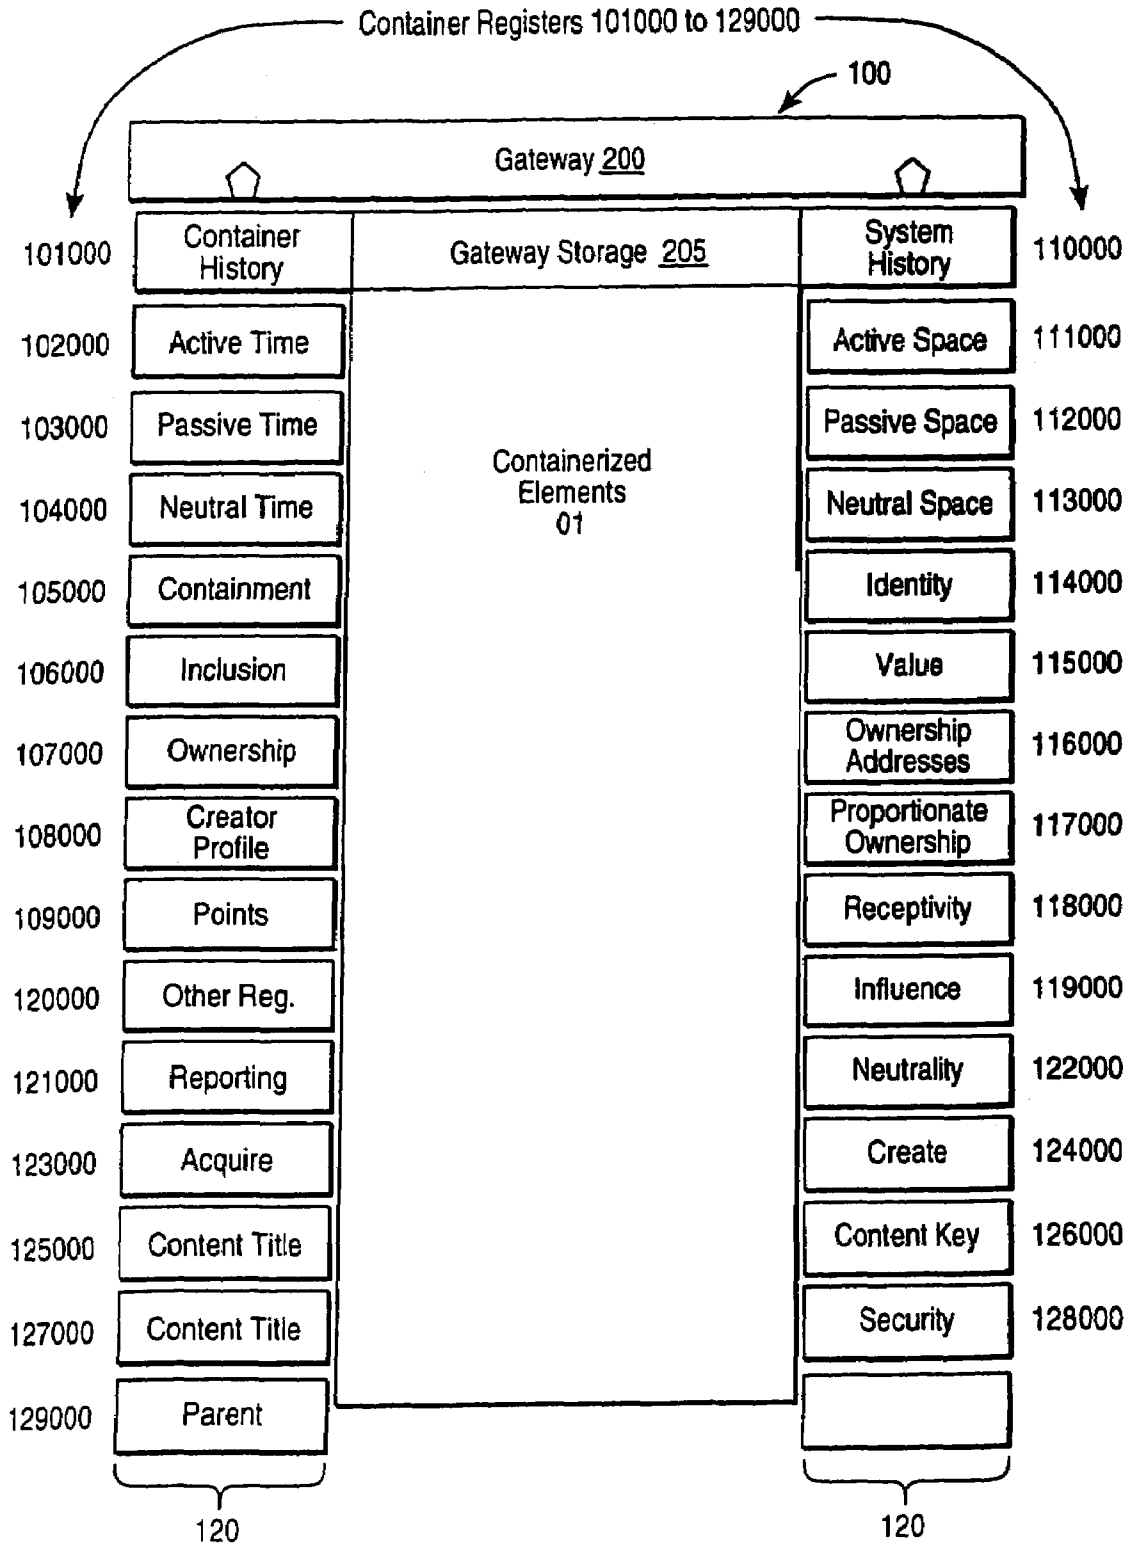 Container Registers 101000 to 129000
100
Gateway 200
101000
Container
History
Gateway Storage 205
System
History
110000
102000
Active Time
Active Space
111000
103000
Passive Time
Passive Space
112000
Containerized
Elements
01
104000
Neutral Time
Neutral Space
113000
105000
Containment
Identity
114000
106000
Inclusion
Value
115000
107000
Ownership
Ownership
Addresses
116000
108000
Creator
Profile
Proportionate
Ownership
117000
109000
Points
Receptivity
118000
120000
Other Reg.
Influence
119000
121000
Reporting
Neutrality
122000
123000
Acquire
Create
124000
125000
Content Title
Content Key
126000
127000
Content Title
Security
128000
129000
Parent
120
120